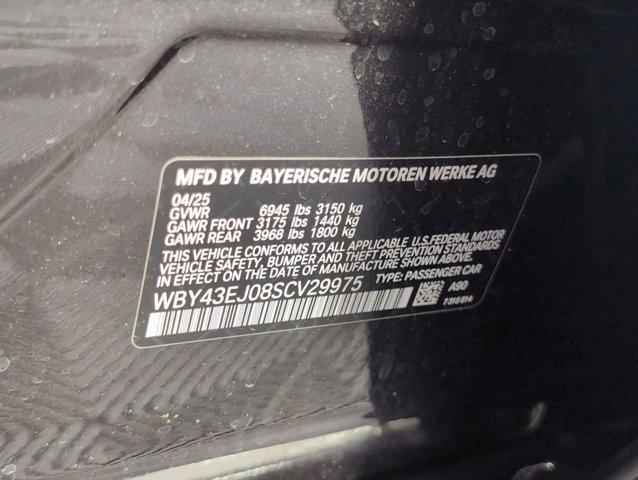 MFD BY BAYERISCHE MOTOREN WERKE AG
04/25
GVWR 6945 lbs 3150 kg
GAWR FRONT 3175 lbs 1440 kg
GAWR REAR 3968 lbs 1800 kg
THIS VEHICLE CONFORMS TO ALL APPLICABLE U.S.FEDERAL MOTOR
VEHICLE SAFETY, BUMPER AND THEFT PREVENTION STANDARDS
IN EFFECT ON THE DATE OF MANUFACTURE SHOWN ABOVE.
WBY43EJ08SCV29975 TYPE: PASSENGER CAR
A90